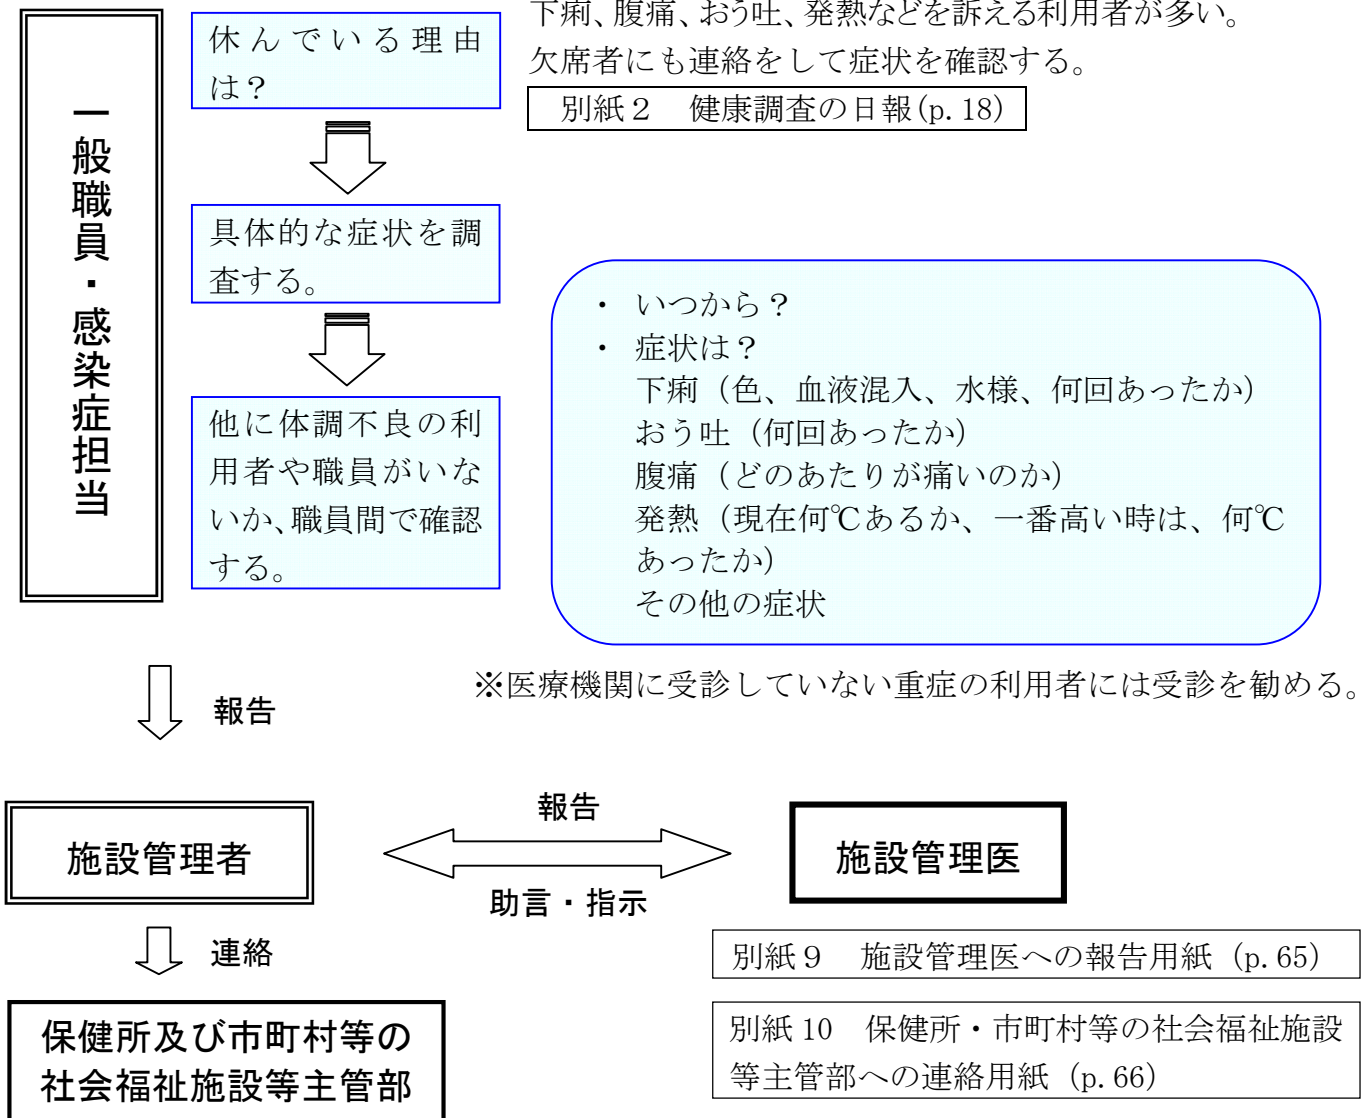 下痢、腹痛、おう吐、発熱などを訴える利用者が多い。
欠席者にも連絡をして症状を確認する。
別紙２　健康調査の日報(p.18)
一般職員・感染症担当
休んでいる理由
は？
具体的な症状を調
査する。
他に体調不良の利
用者や職員がいな
いか、職員間で確認
する。
・ いつから？
・ 症状は？
下痢（色、血液混入、水様、何回あったか）
おう吐（何回あったか）
腹痛（どのあたりが痛いのか）
発熱（現在何℃あるか、一番高い時は、何℃
あったか）
その他の症状
※医療機関に受診していない重症の利用者には受診を勧める。
報告
施設管理者
報告
助言・指示
施設管理医
連絡
別紙９　施設管理医への報告用紙（p.65）
別紙 10　保健所・市町村等の社会福祉施設
等主管部への連絡用紙（p.66）
保健所及び市町村等の
社会福祉施設等主管部